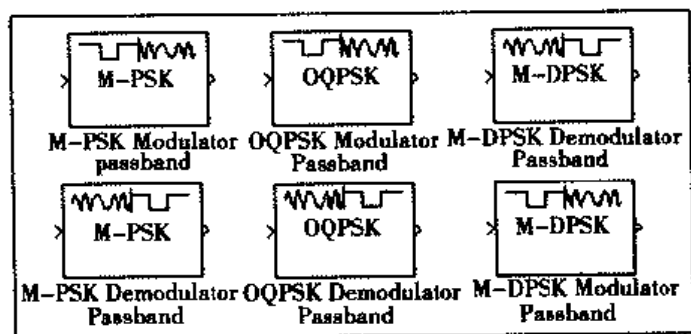 M-PSK
OQPSK
M-DPSK
M-PSK Modulator
passband
OQPSK Modulator
Passband
M-DPSK Demodulator
Passband
M-PSK
OQPSK
M-DPSK
M-PSK Demodulator
Passband
OQPSK Demodulator
Passband
M-DPSK Modulator
Passband